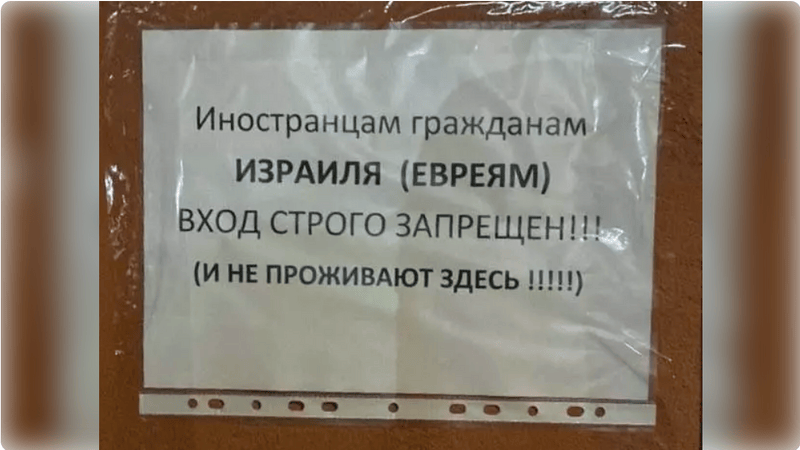 Иностранцам гражданам
ИЗРАИЛЯ (ЕВРЕЯМ)
ВХОД СТРОГО ЗАПРЕЩЕН!!!
(И НЕ ПРОЖИВАЮТ ЗДЕСЬ !!!!!)